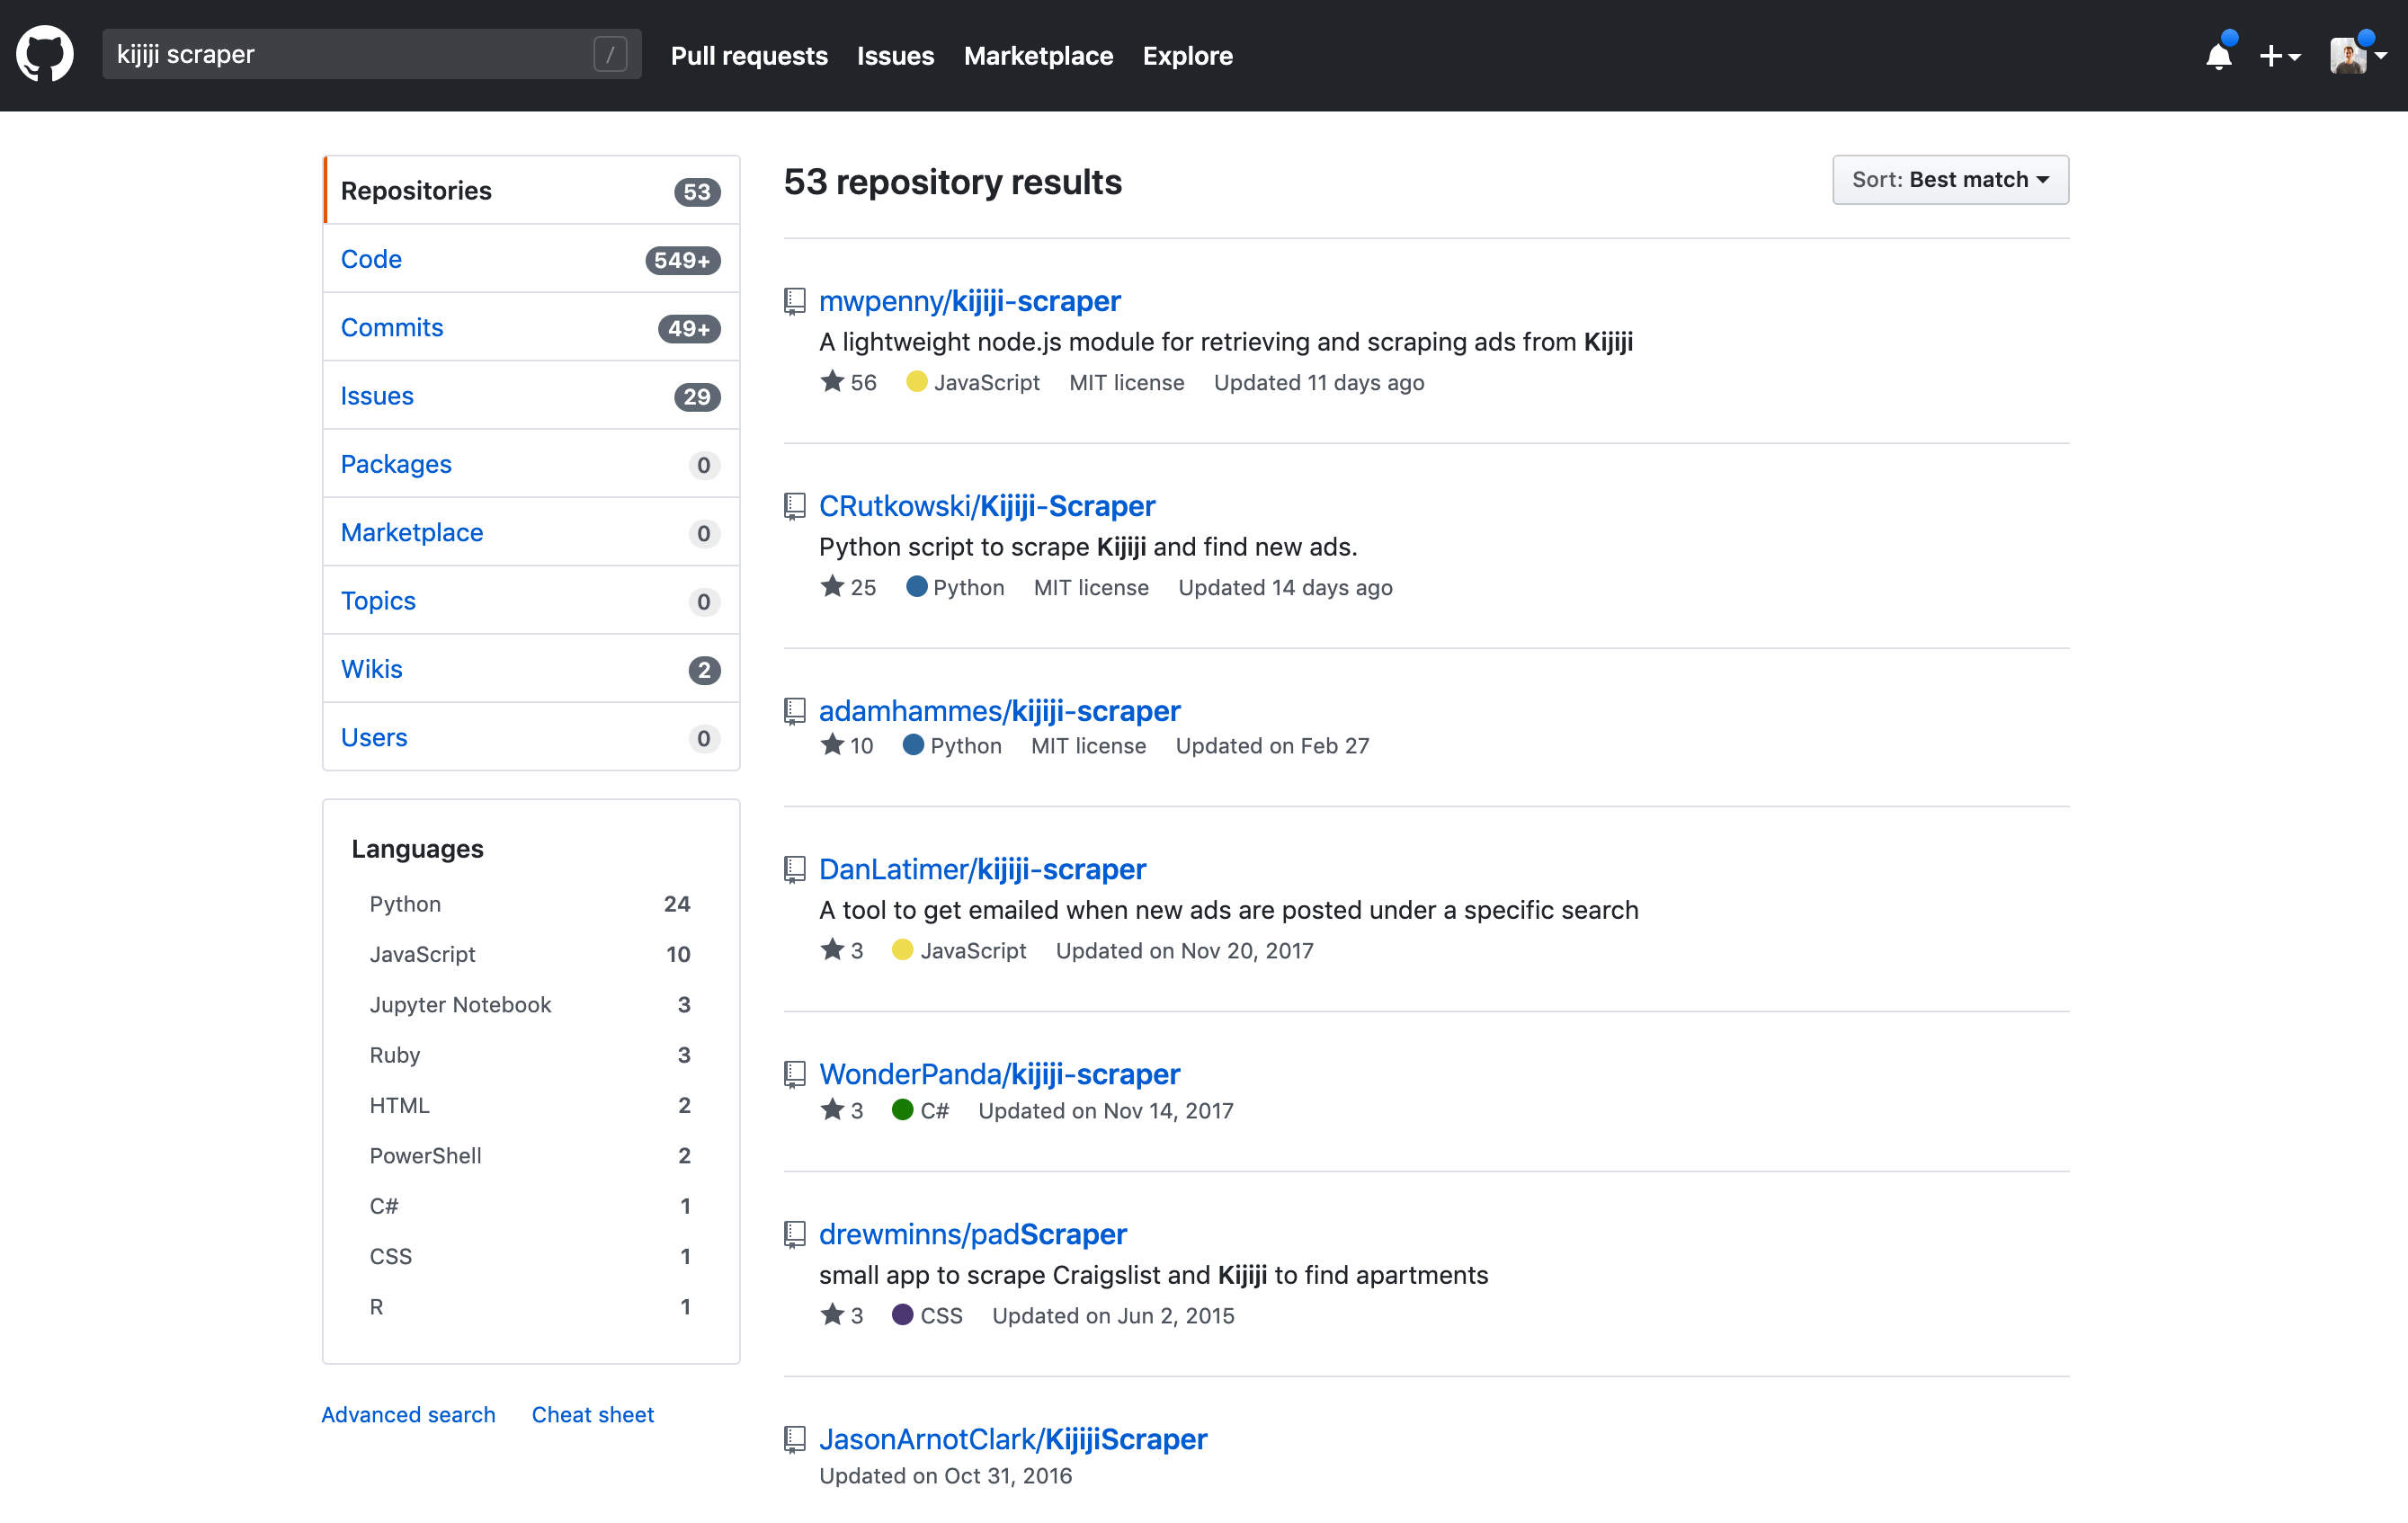 kijiji scraper /
Pull requests Issues Marketplace Explore
Repositories 53
Code 549+
Commits 49+
Issues 29
Packages 0
Marketplace 0
Topics 0
Wikis 2
Users 0
Languages
Python 24
JavaScript 10
Jupyter Notebook 3
Ruby 3
HTML 2
PowerShell 2
C# 1
CSS 1
R 1
Advanced search Cheat sheet
53 repository results
Sort: Best match
mwpenny/kijiji-scraper
A lightweight node.js module for retrieving and scraping ads from Kijiji
56 JavaScript MIT license Updated 11 days ago
CRutkowski/Kijiji-Scraper
Python script to scrape Kijiji and find new ads.
25 Python MIT license Updated 14 days ago
adamhammes/kijiji-scraper
10 Python MIT license Updated on Feb 27
DanLatimer/kijiji-scraper
A tool to get emailed when new ads are posted under a specific search
3 JavaScript Updated on Nov 20, 2017
WonderPanda/kijiji-scraper
3 C# Updated on Nov 14, 2017
drewminns/padScraper
small app to scrape Craigslist and Kijiji to find apartments
3 CSS Updated on Jun 2, 2015
JasonArnotClark/KijijiScraper
Updated on Oct 31, 2016